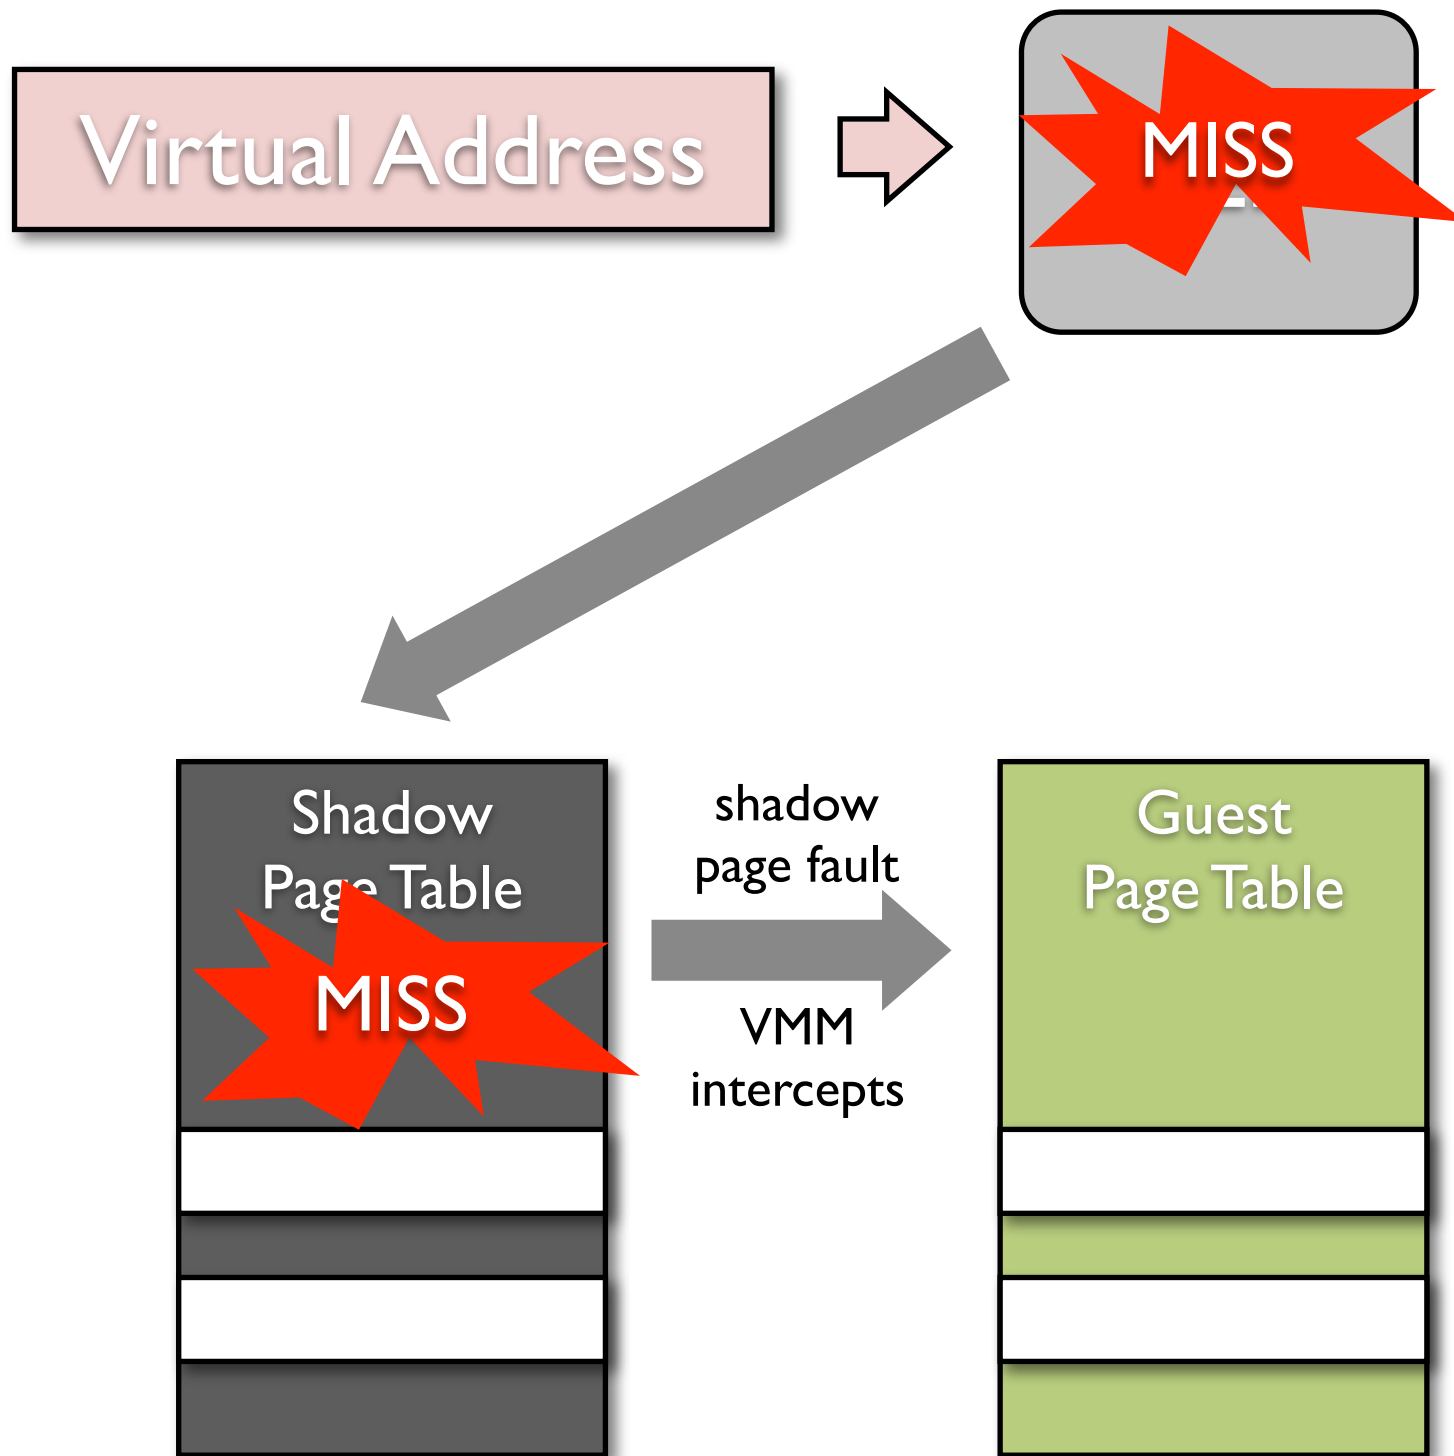 Virtual Address
MISS
Shadow
Page Table
MISS
shadow
page fault
VMM
intercepts
Guest
Page Table